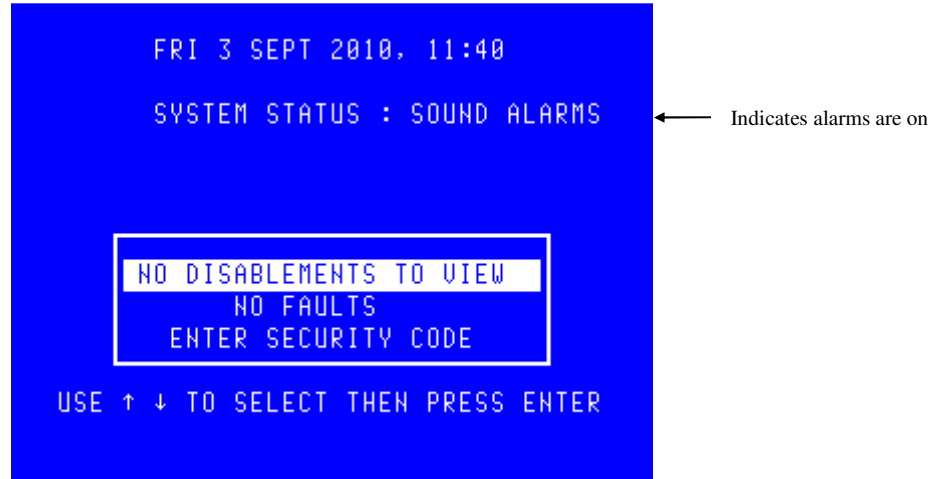 FRI 3 SEPT 2010, 11:40
SYSTEM STATUS : SOUND ALARMS
Indicates alarms are on
NO DISABLEMENTS TO VIEW
NO FAULTS
ENTER SECURITY CODE
USE ↑ ↓ TO SELECT THEN PRESS ENTER